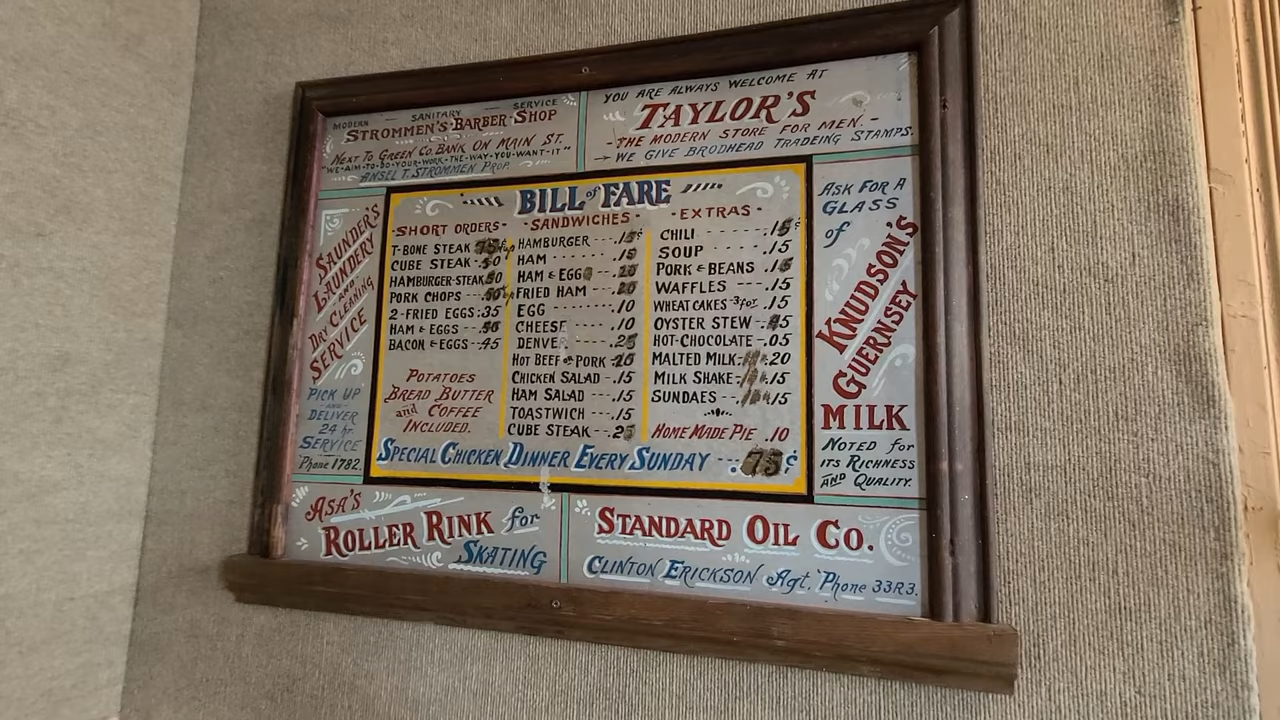 MODERN SANITARY SERVICE
STROMMEN'S BARBER SHOP
NEXT TO GREEN CO. BANK ON MAIN ST.
"WE-AIM-TO-DO-YOUR-WORK-THE-WAY-YOU-WANT-IT"
ANSEL T. STROMMEN PROP.
YOU ARE ALWAYS WELCOME AT
TAYLOR'S
-THE MODERN STORE FOR MEN.-
→ WE GIVE BRODHEAD TRADEING STAMPS.
SAUNDER'S
LAUNDERY
AND
DRY CLEANING
SERVICE
PICK UP
AND
DELIVER
24 hr.
SERVICE
'Phone 1782.
BILL of FARE
-SHORT ORDERS-
T-BONE STEAK .75¢ up
CUBE STEAK -.50
HAMBURGER-STEAK .50
PORK CHOPS --- .50
2-FRIED EGGS .35
HAM & EGGS --
BACON & EGGS -.45
POTATOES
BREAD BUTTER
and COFFEE
INCLUDED.
-SANDWICHES-
HAMBURGER ---.15¢
HAM ......15
HAM & EGG --.
FRIED HAM ---.
EGG -----.10
CHEESE ---- .10
DENVER ---.25
HOT BEEF or PORK -
CHICKEN SALAD -.15
HAM SALAD ---.15
TOASTWICH ---.15
CUBE STEAK --.25
-EXTRAS-
CHILI ------.15¢
SOUP ------.15
PORK & BEANS .15
WAFFLES ---.15
WHEAT CAKES -3 for .15
OYSTER STEW -
HOT-CHOCOLATE -.05
MALTED MILK .20
MILK SHAKE .15
SUNDAES .15
HOME MADE PIE .10
SPECIAL CHICKEN DINNER EVERY SUNDAY --- .75¢
ASK FOR A
GLASS
of
KNUDSON'S
GUERNSEY
MILK
NOTED for
ITS RICHNESS
AND QUALITY.
ASA'S
ROLLER RINK for
SKATING
STANDARD OIL CO.
CLINTON ERICKSON Agt. 'Phone 33R3.